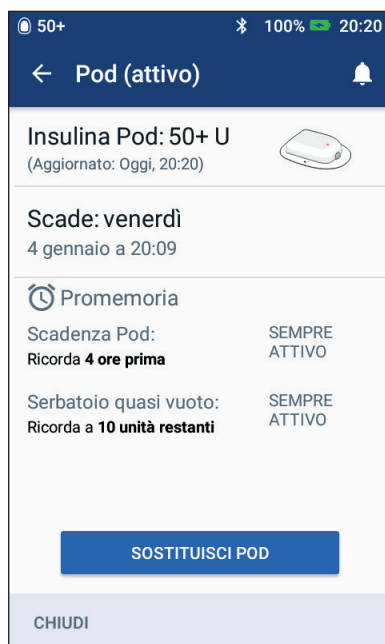 50+ 100% 20:20
Pod (attivo)
Insulina Pod: 50+ U
(Aggiornato: Oggi, 20:20)
Scade: venerdì
4 gennaio a 20:09
Promemoria
Scadenza Pod: SEMPRE
Ricorda 4 ore prima ATTIVO
Serbatoio quasi vuoto: SEMPRE
Ricorda a 10 unità restanti ATTIVO
SOSTITUISCI POD
CHIUDI